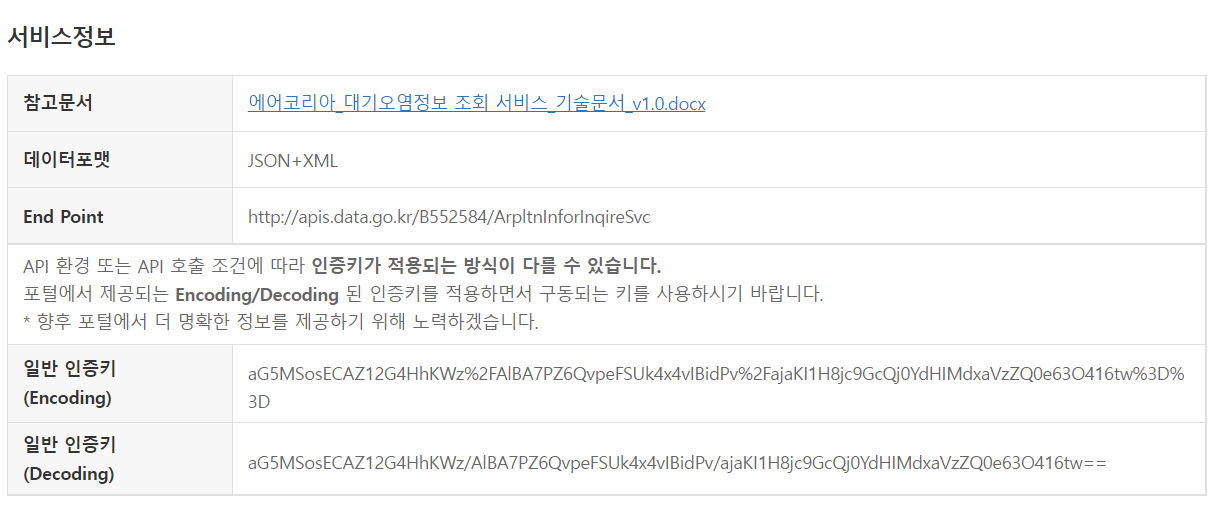 서비스정보
참고문서
에어코리아_대기오염정보 조회 서비스_기술문서_v1.0.docx
데이터포맷
JSON+XML
End Point
http://apis.data.go.kr/B552584/ArpltnInforInqireSvc
API 환경 또는 API 호출 조건에 따라 인증키가 적용되는 방식이 다를 수 있습니다.
포털에서 제공되는 Encoding/Decoding 된 인증키를 적용하면서 구동되는 키를 사용하시기 바랍니다.
* 향후 포털에서 더 명확한 정보를 제공하기 위해 노력하겠습니다.
일반 인증키
(Encoding)
aG5MSosECAZ12G4HhKWz%2FAlBA7PZ6QvpeFSUk4x4vIBidPv%2FajaKI1H8jc9GcQj0YdHIMdxaVzZQ0e63O416tw%3D%
3D
일반 인증키
(Decoding)
aG5MSosECAZ12G4HhKWz/AlBA7PZ6QvpeFSUk4x4vIBidPv/ajaKI1H8jc9GcQj0YdHIMdxaVzZQ0e63O416tw==